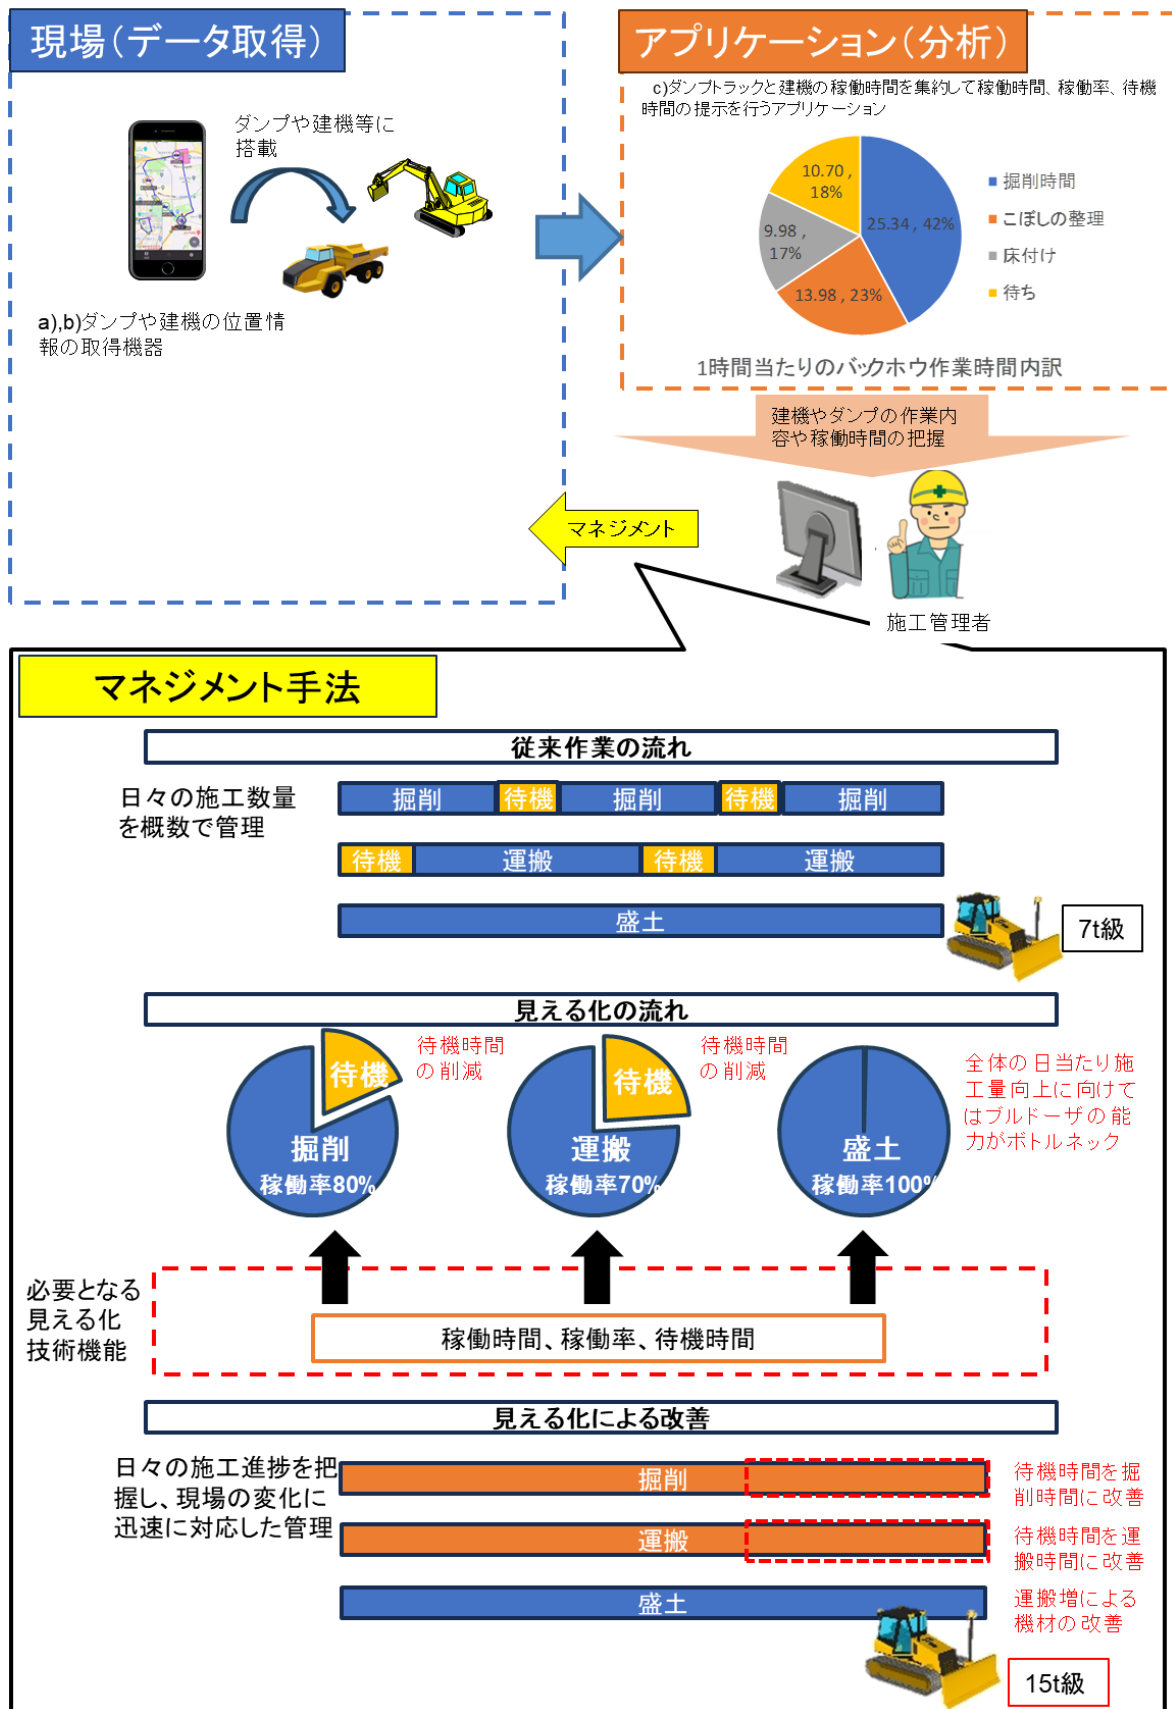 現場（データ取得）
ダンプや建機等に
搭載
a),b)ダンプや建機の位置情
報の取得機器
アプリケーション（分析）
c)ダンプトラックと建機の稼働時間を集約して稼働時間、稼働率、待機
時間の提示を行うアプリケーション
10.70 ,
18%
25.34, 42%
9.98 ,
17%
13.98 , 23%
掘削時間
こぼしの整理
床付け
待ち
1時間当たりのバックホウ作業時間内訳
建機やダンプの作業内
容や稼働時間の把握
マネジメント
施工管理者
マネジメント手法
従来作業の流れ
日々の施工数量
を概数で管理
掘削 待機 掘削 待機 掘削
待機 運搬 待機 運搬
盛土
7t級
見える化の流れ
待機時間
の削減
待機
掘削
稼働率80%
待機時間
の削減
待機
運搬
稼働率70%
盛土
稼働率100%
全体の日当たり施
工量向上に向けて
はブルドーザの能
力がボトルネック
必要となる
見える化
技術機能
稼働時間、稼働率、待機時間
見える化による改善
日々の施工進捗を把
握し、現場の変化に
迅速に対応した管理
掘削
待機時間を掘
削時間に改善
運搬
待機時間を運
搬時間に改善
盛土
運搬増による
機材の改善
15t級